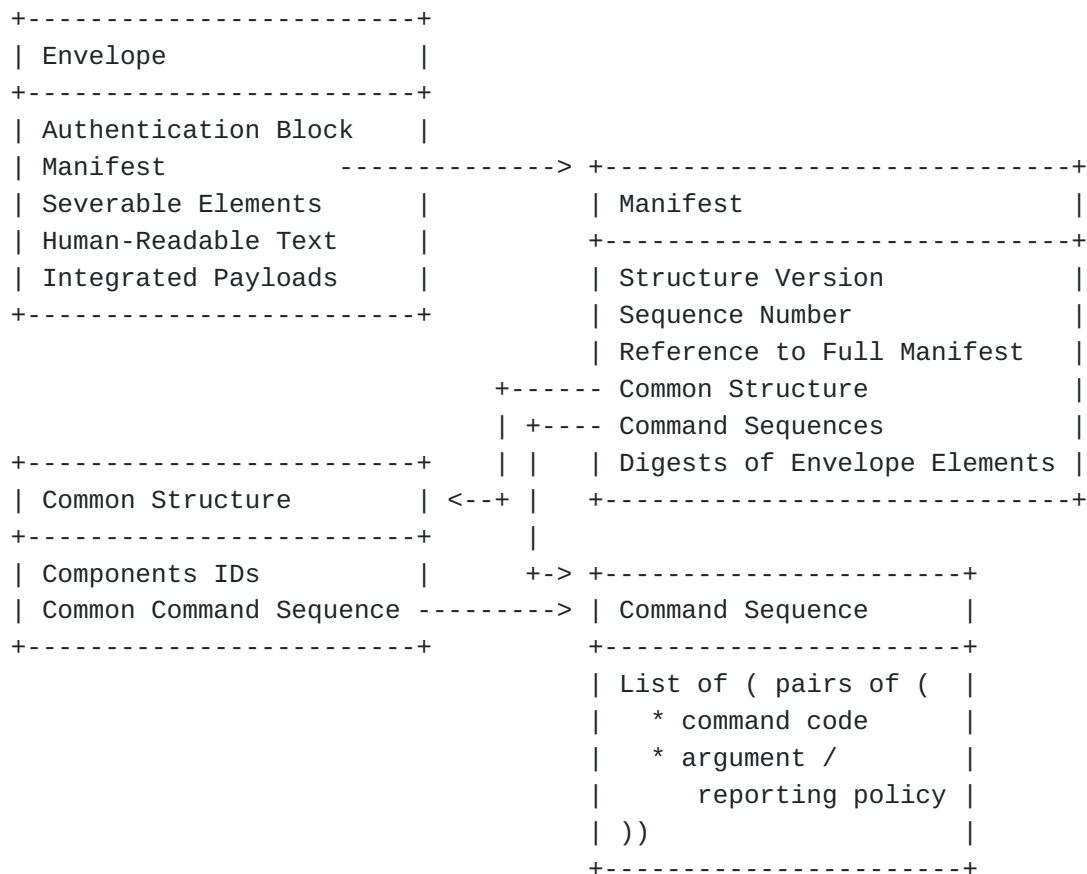 +-------------------------+
| Envelope                |
+-------------------------+
| Authentication Block    |
| Manifest           --------------> +------------------------------+
| Severable Elements      |          | Manifest                     |
| Human-Readable Text     |          +------------------------------+
| Integrated Payloads     |          | Structure Version            |
+-------------------------+          | Sequence Number              |
                                     | Reference to Full Manifest   |
                               +------ Common Structure             |
                               | +---- Command Sequences            |
+-------------------------+    | |   | Digests of Envelope Elements |
| Common Structure        | <--+ |   +------------------------------+
+-------------------------+      |
| Components IDs          |      +-> +-----------------------+
| Common Command Sequence ---------> | Command Sequence      |
+-------------------------+          +-----------------------+
                                     | List of ( pairs of (  |
                                     |   * command code      |
                                     |   * argument /        |
                                     |      reporting policy |
                                     | ))                    |
                                     +-----------------------+